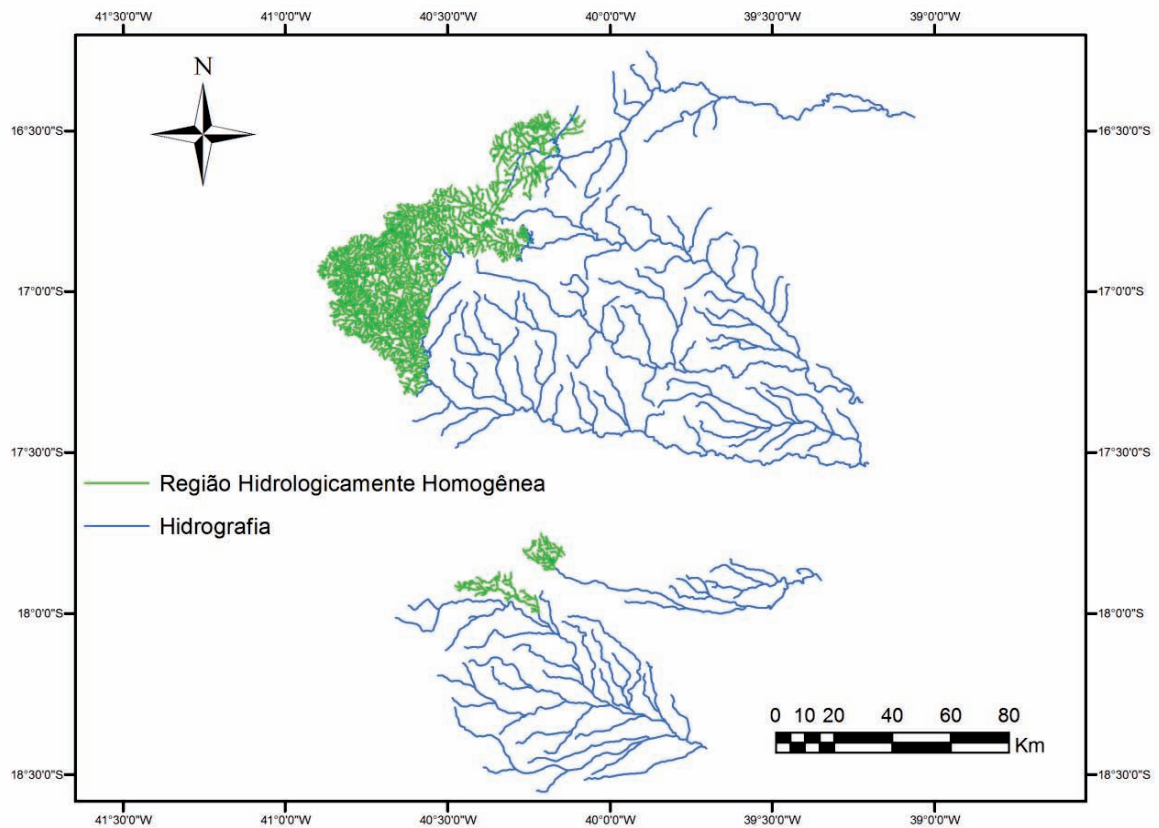 41°30'0"W 41°0'0"W 40°30'0"W 40°0'0"W 39°30'0"W 39°0'0"W
N
16°30'0"S 16°30'0"S
17°0'0"S 17°0'0"S
17°30'0"S 17°30'0"S
Região Hidrologicamente Homogênea
Hidrografia
18°0'0"S 18°0'0"S
0 10 20 40 60 80
Km
18°30'0"S 18°30'0"S
41°30'0"W 41°0'0"W 40°30'0"W 40°0'0"W 39°30'0"W 39°0'0"W